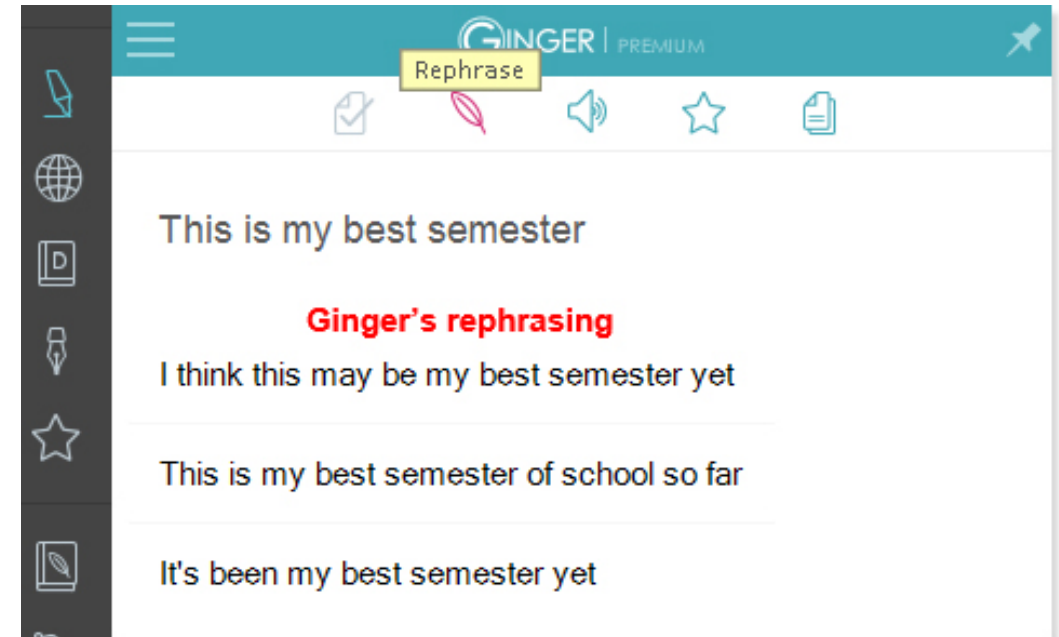 GINGER | PREMIUM
Rephrase
D
This is my best semester
Ginger’s rephrasing
I think this may be my best semester yet
This is my best semester of school so far
It's been my best semester yet